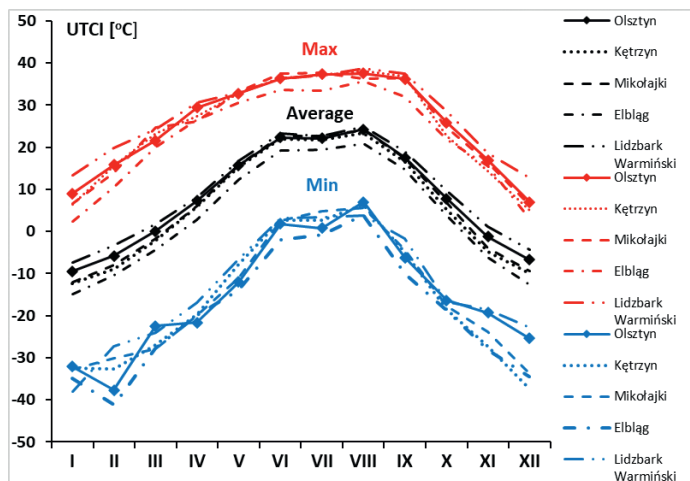 UTCI [°C]
50
40
30
20
10
0
-10
-20
-30
-40
-50
Max
Average
Min
I II III IV V VI VII VIII IX X XI XII
Olsztyn
Kętrzyn
Mikołajki
Elbląg
Lidzbark
Warmiński
Olsztyn
Kętrzyn
Mikołajki
Elbląg
Lidzbark
Warmiński
Olsztyn
Kętrzyn
Mikołajki
Elbląg
Lidzbark
Warmiński